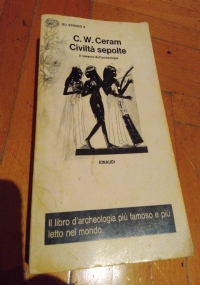 GLI STRUZZI 5
C. W. Ceram
Civiltà sepolte
Il romanzo dell'archeologia
EINAUDI
Il libro d'archeologia più famoso e più
letto nel mondo.